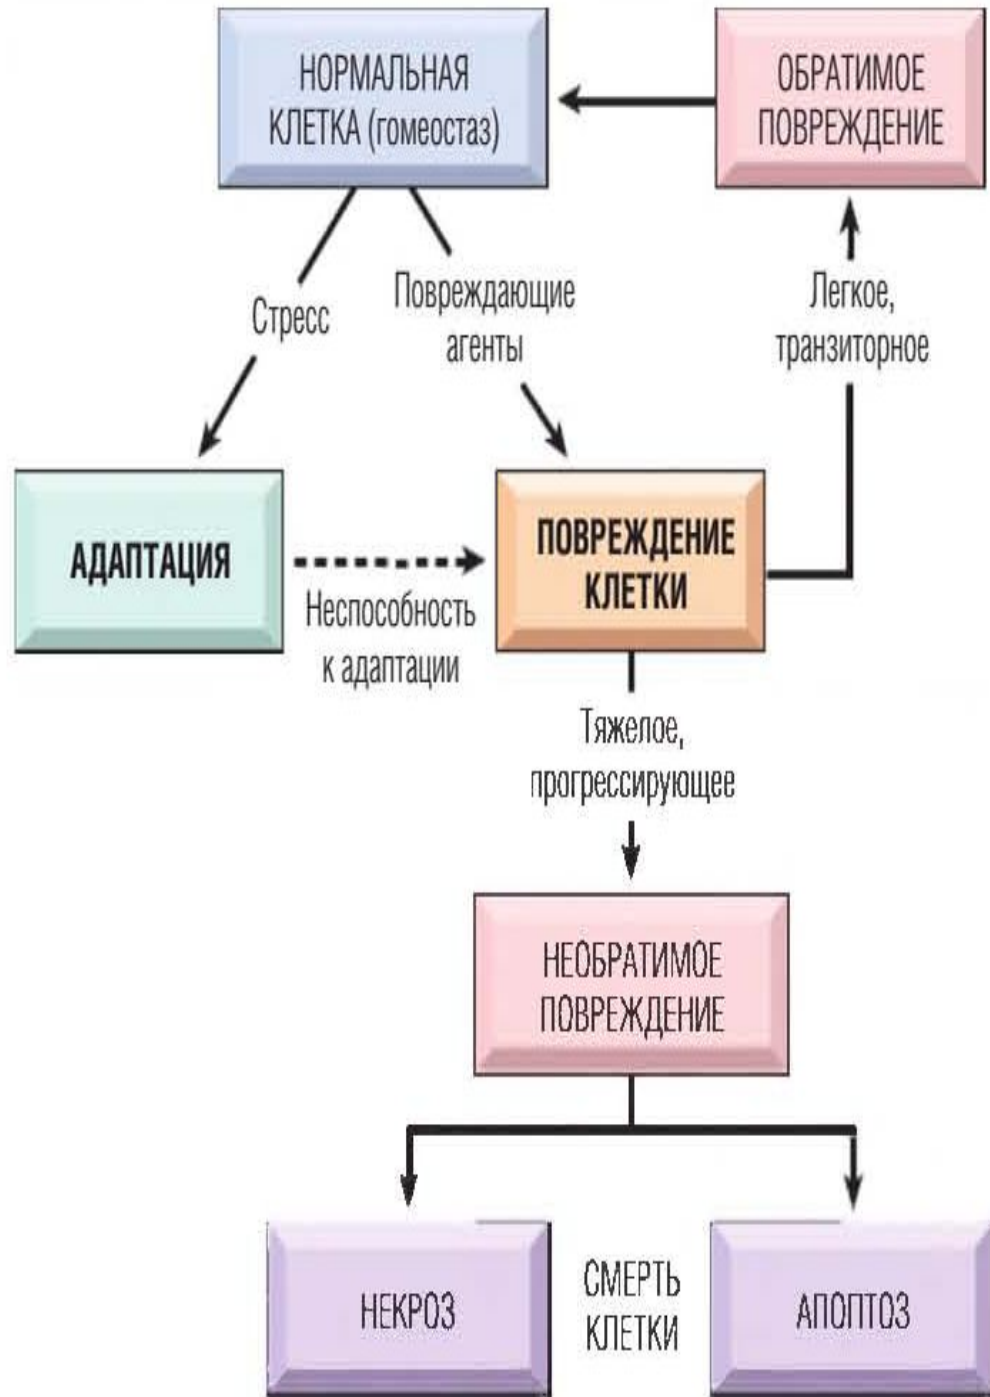 НОРМАЛЬНАЯ
КЛЕТКА (гомеостаз)
ОБРАТИМОЕ
ПОВРЕЖДЕНИЕ
Стресс
Повреждающие
агенты
Легкое,
транзиторное
АДАПТАЦИЯ
Неспособность
к адаптации
ПОВРЕЖДЕНИЕ
КЛЕТКИ
Тяжелое,
прогрессирующее
НЕОБРАТИМОЕ
ПОВРЕЖДЕНИЕ
НЕКРОЗ
СМЕРТЬ
КЛЕТКИ
АПОПТОЗ